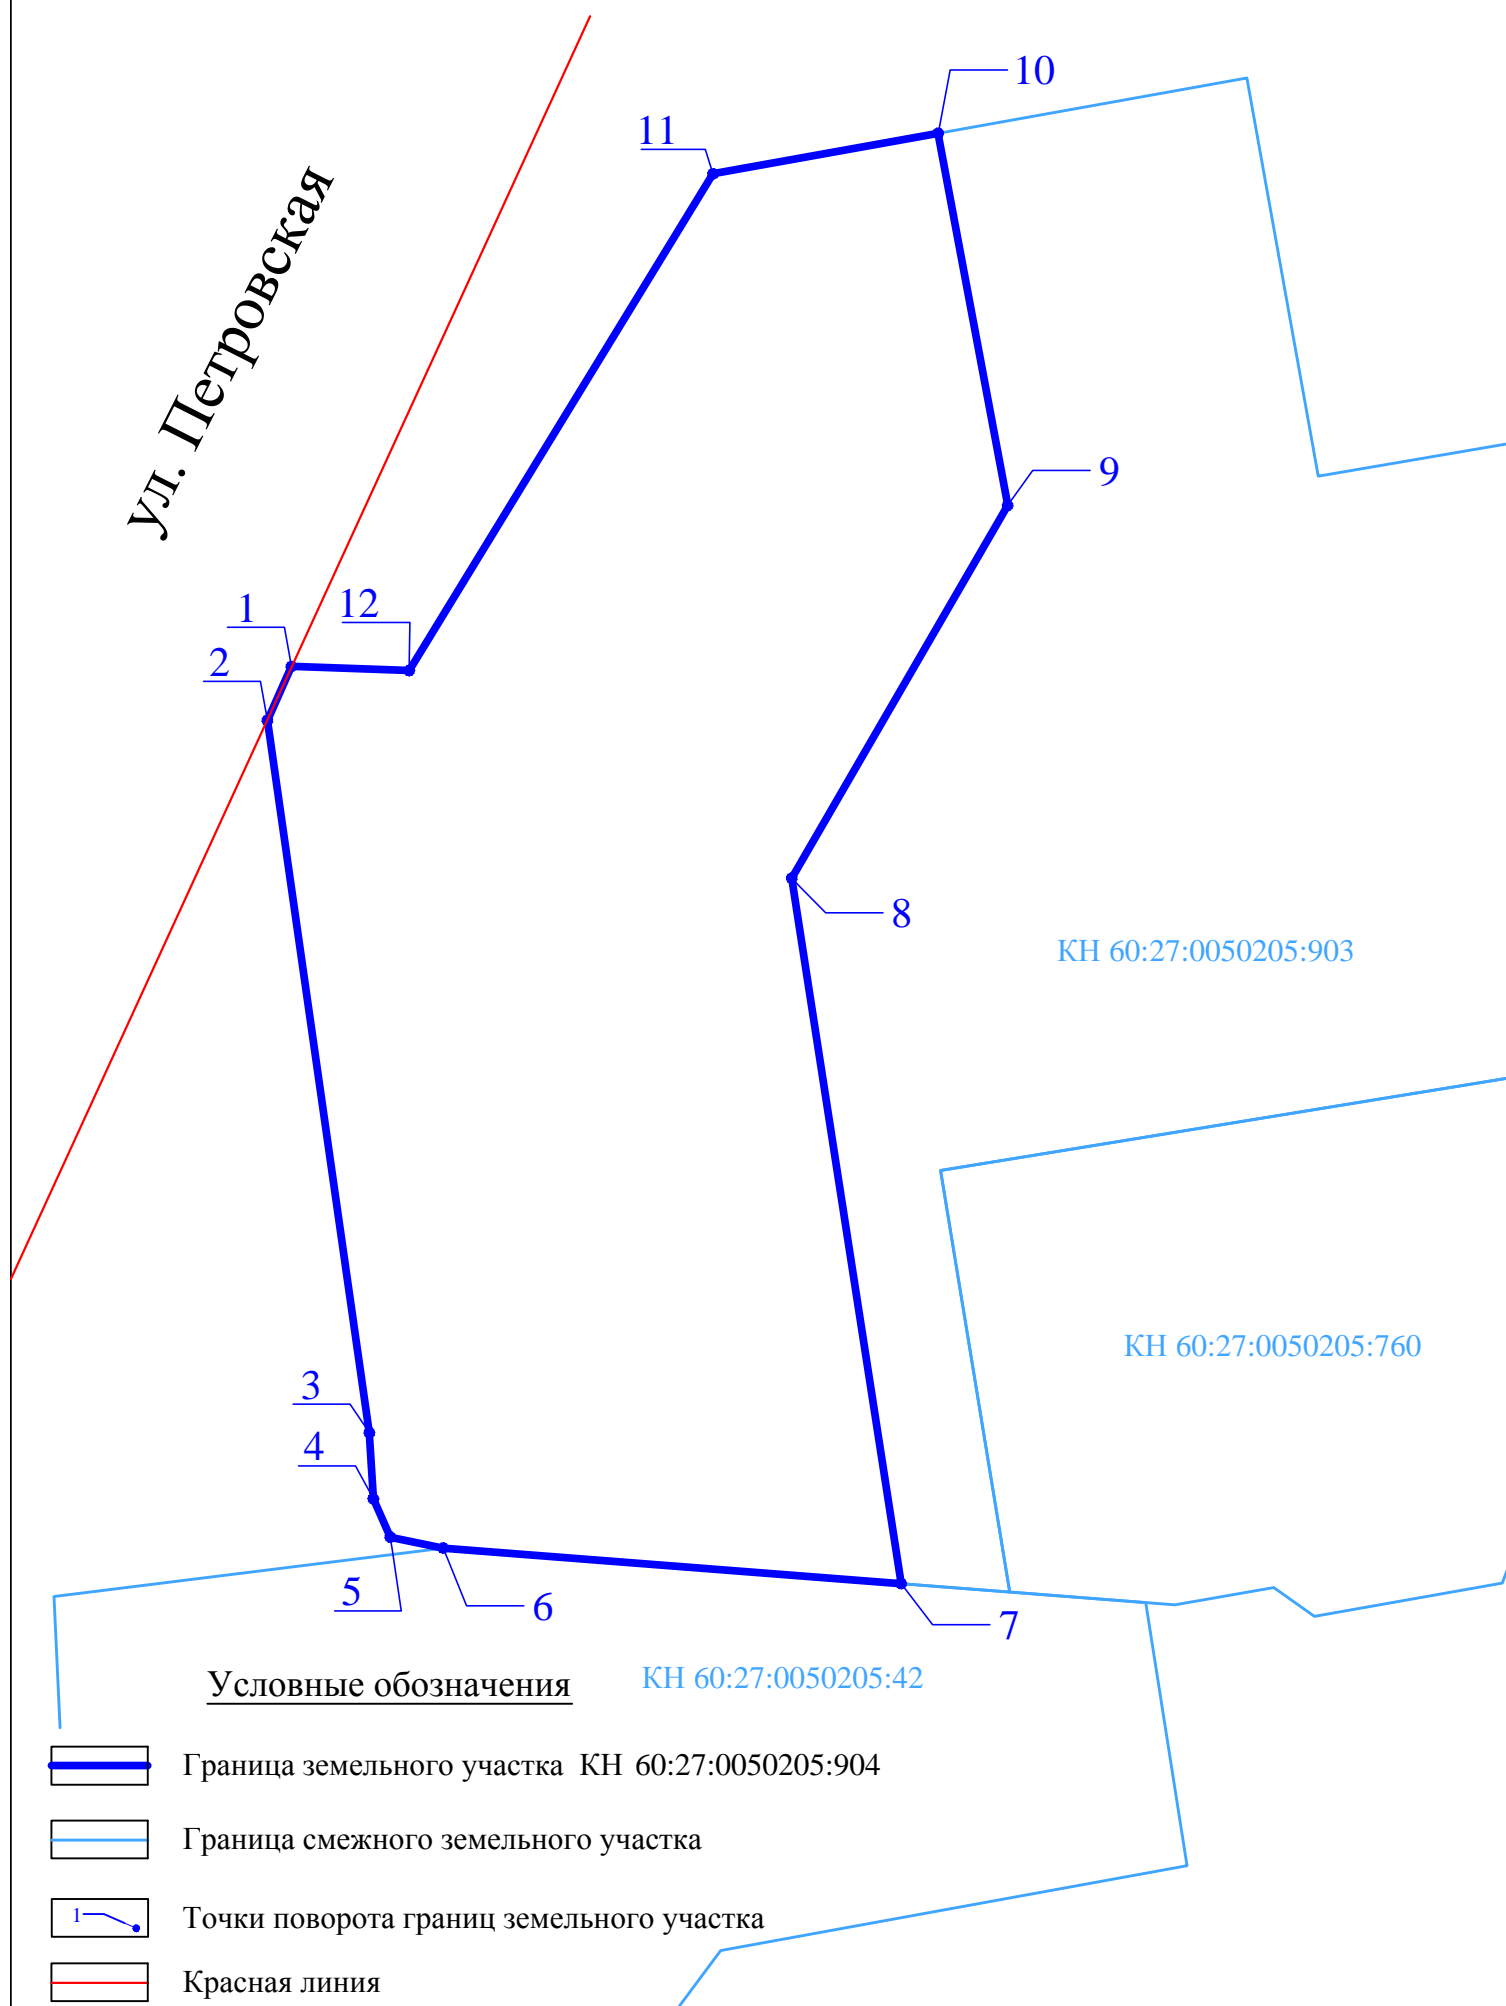 10
11
ул. Петровская
9
1
12
2
8
КН 60:27:0050205:903
КН 60:27:0050205:760
3
4
5
6
7
КН 60:27:0050205:42
Условные обозначения
Граница земельного участка КН 60:27:0050205:904
Граница смежного земельного участка
1
Точки поворота границ земельного участка
Красная линия